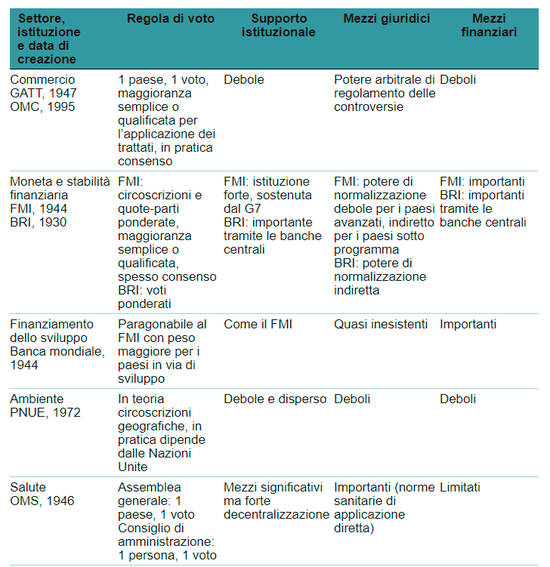 Settore,
istituzione
e data di
creazione
Regola di voto
Supporto
istituzionale
Mezzi giuridici
Mezzi
finanziari
Commercio
GATT, 1947
OMC, 1995
1 paese, 1 voto,
maggioranza
semplice o
qualificata per
l’applicazione dei
trattati, in pratica
consenso
Debole
Potere arbitrale di
regolamento delle
controversie
Deboli
Moneta e stabilità
finanziaria
FMI, 1944
BRI, 1930
FMI:
circoscrizioni e
quote-parti
ponderate,
maggioranza
semplice o
qualificata,
spesso consenso
BRI: voti
ponderati
FMI: istituzione
forte, sostenuta
dal G7
BRI: importante
tramite le banche
centrali
FMI: potere di
normalizzazione
debole per i paesi
avanzati, indiretto
per i paesi sotto
programma
BRI: potere di
normalizzazione
indiretta
FMI: importanti
BRI: importanti
tramite le
banche centrali
Finanziamento
dello sviluppo
Banca mondiale,
1944
Paragonabile al
FMI con peso
maggiore per i
paesi in via di
sviluppo
Come il FMI
Quasi inesistenti
Importanti
Ambiente
PNUE, 1972
In teoria
circoscrizioni
geografiche, in
pratica dipende
dalle Nazioni
Unite
Debole e disperso
Deboli
Deboli
Salute
OMS, 1946
Assemblea
generale: 1
paese, 1 voto
Consiglio di
amministrazione:
1 persona, 1 voto
Mezzi significativi
ma forte
decentralizzazione
Importanti (norme
sanitarie di
applicazione
diretta)
Limitati